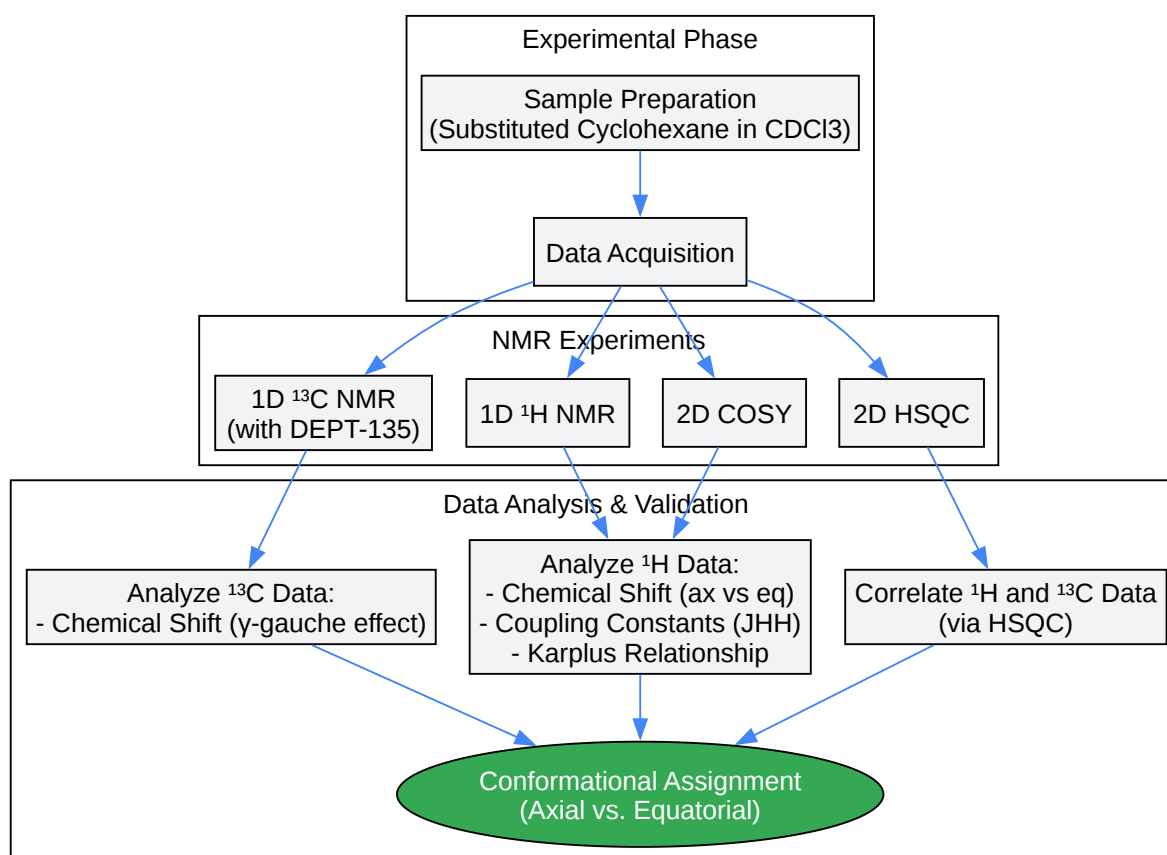 Experimental Phase
Sample Preparation
(Substituted Cyclohexane in CDCl3)
Data Acquisition
NMR Experiments
1D ¹³C NMR
(with DEPT-135)
1D ¹H NMR
2D COSY
2D HSQC
Data Analysis & Validation
Analyze ¹³C Data:
- Chemical Shift (γ-gauche effect)
Analyze ¹H Data:
- Chemical Shift (ax vs eq)
- Coupling Constants (JHH)
- Karplus Relationship
Correlate ¹H and ¹³C Data
(via HSQC)
Conformational Assignment
(Axial vs. Equatorial)